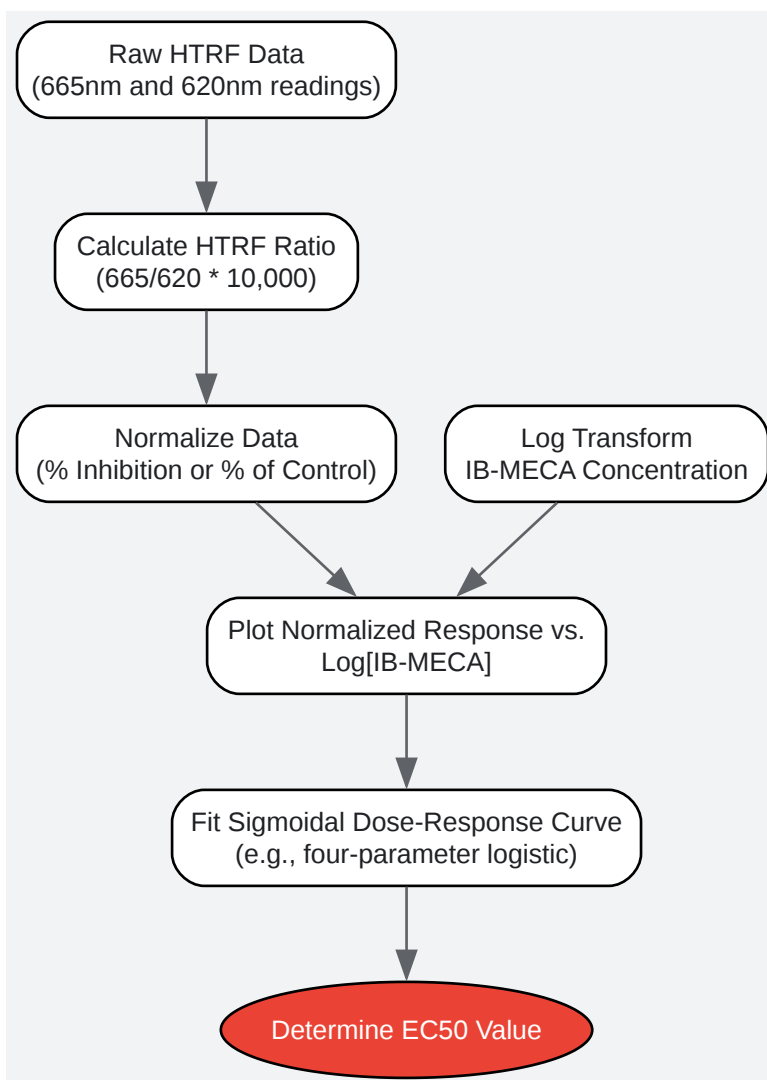 Raw HTRF Data
(665nm and 620nm readings)
Calculate HTRF Ratio
(665/620 * 10,000)
Normalize Data
(% Inhibition or % of Control)
Log Transform
IB-MECA Concentration
Plot Normalized Response vs.
Log[IB-MECA]
Fit Sigmoidal Dose-Response Curve
(e.g., four-parameter logistic)
Determine EC50 Value